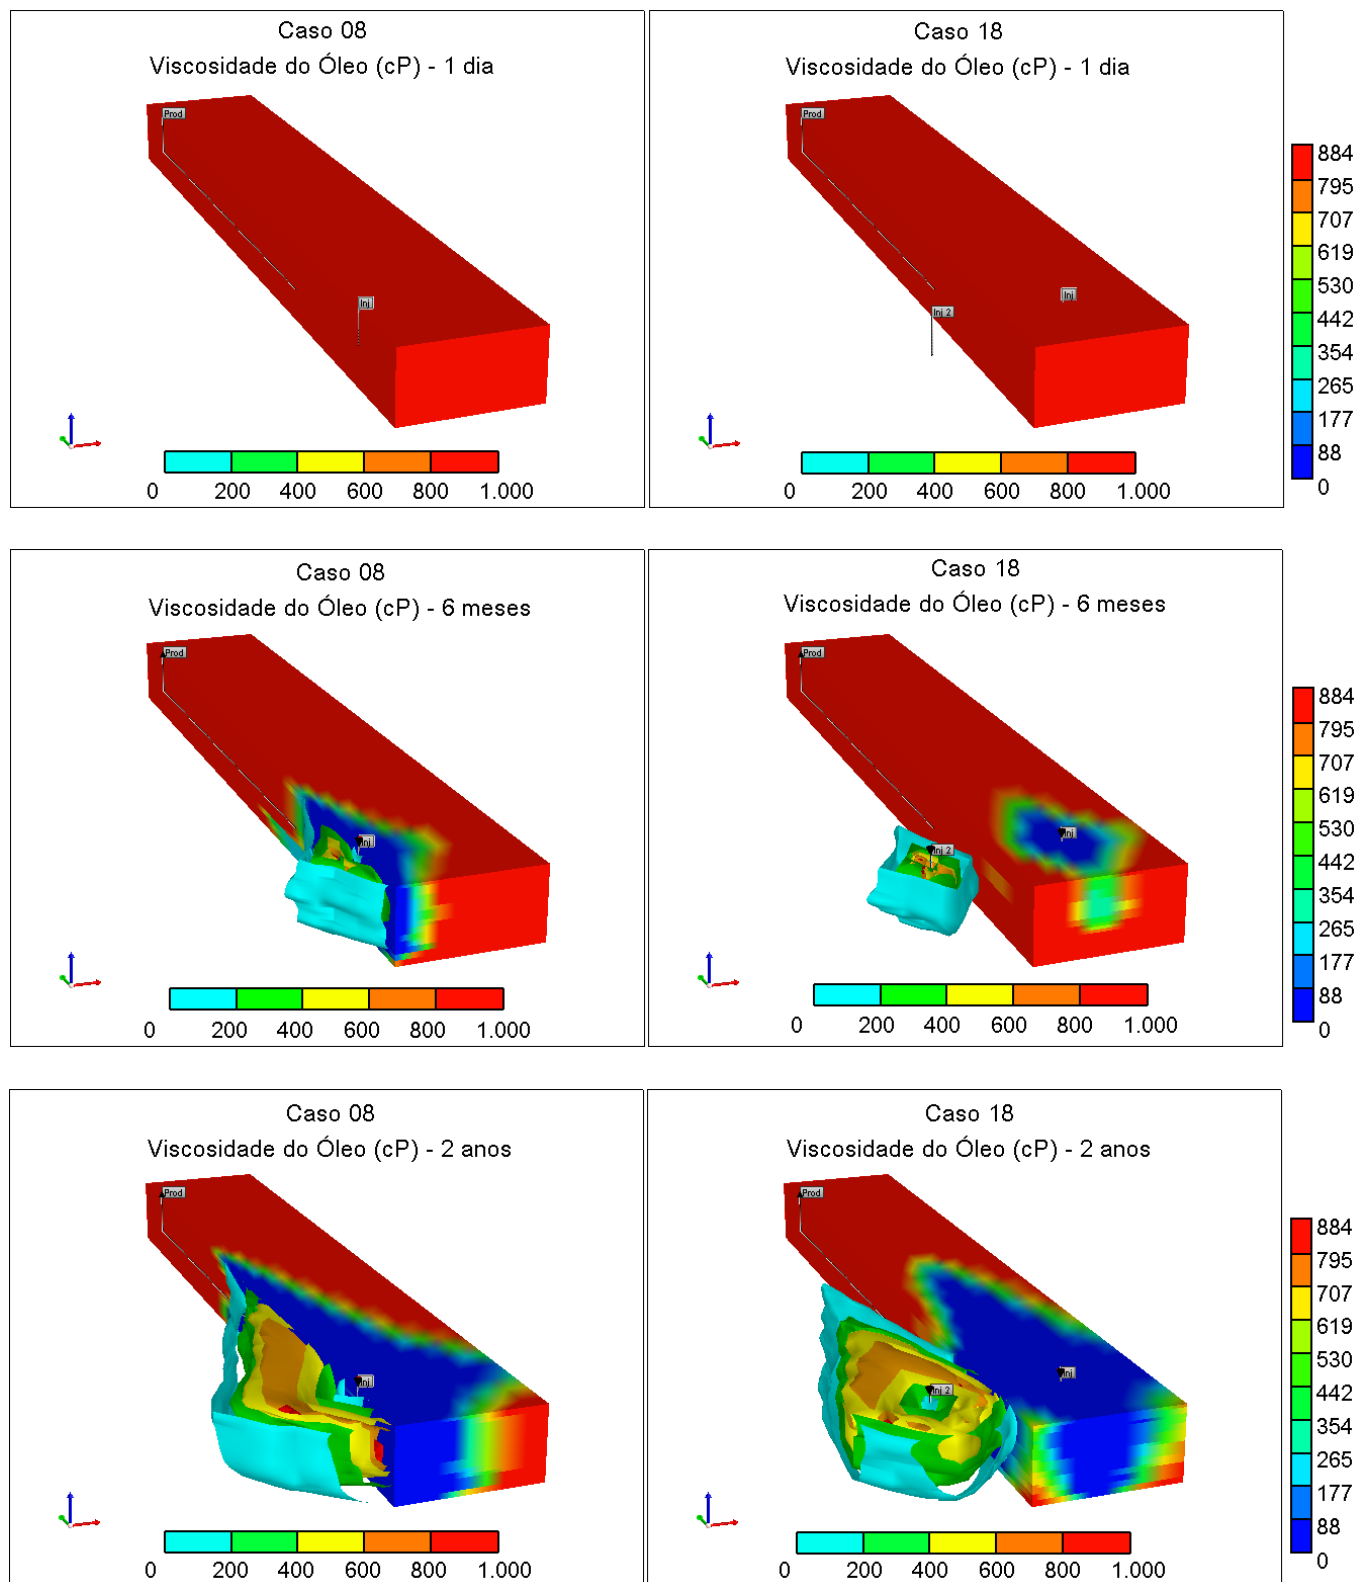 Caso 08
Viscosidade do Óleo (cP) - 1 dia
Prod
Inj
0 200 400 600 800 1.000
Caso 18
Viscosidade do Óleo (cP) - 1 dia
Prod
Inj
Inj 2
0 200 400 600 800 1.000
884
795
707
619
530
442
354
265
177
88
0
Caso 08
Viscosidade do Óleo (cP) - 6 meses
Prod
Inj
0 200 400 600 800 1.000
Caso 18
Viscosidade do Óleo (cP) - 6 meses
Prod
Inj
Inj 2
0 200 400 600 800 1.000
884
795
707
619
530
442
354
265
177
88
0
Caso 08
Viscosidade do Óleo (cP) - 2 anos
Prod
Inj
0 200 400 600 800 1.000
Caso 18
Viscosidade do Óleo (cP) - 2 anos
Prod
Inj
Inj 2
0 200 400 600 800 1.000
884
795
707
619
530
442
354
265
177
88
0